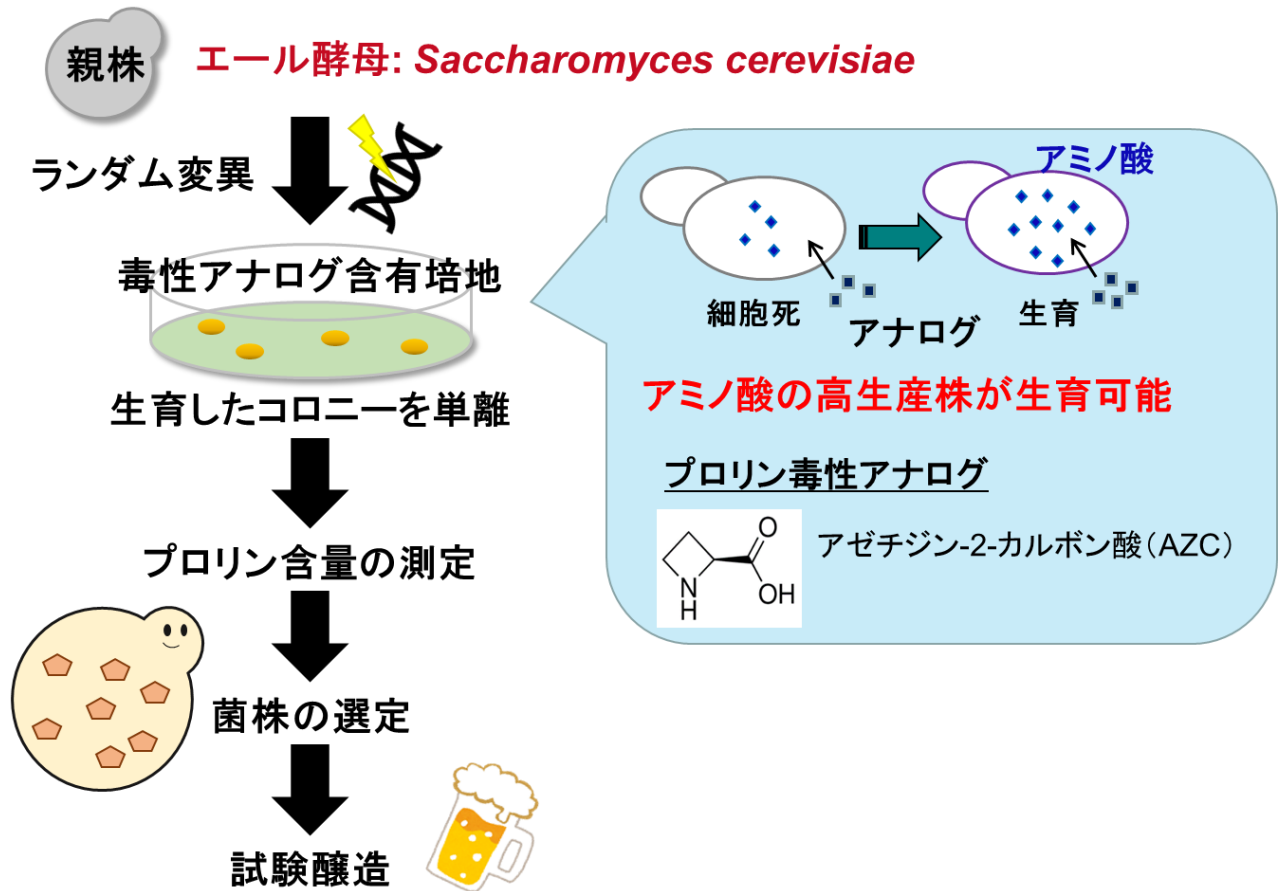 親株
エール酵母: Saccharomyces cerevisiae
ランダム変異
毒性アナログ含有培地
生育したコロニーを単離
プロリン含量の測定
菌株の選定
試験醸造
アミノ酸
細胞死
アナログ
生育
アミノ酸の高生産株が生育可能
プロリン毒性アナログ
O
OH
N
H
アゼチジン-2-カルボン酸（AZC）